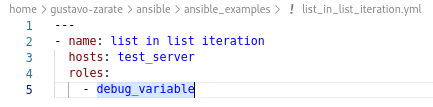 home > gustavo-zarate > ansible > ansible_examples > ! list_in_list_iteration.yml
1 ---
2 - name: list in list iteration
3 hosts: test_server
4 roles:
5 - debug_variable